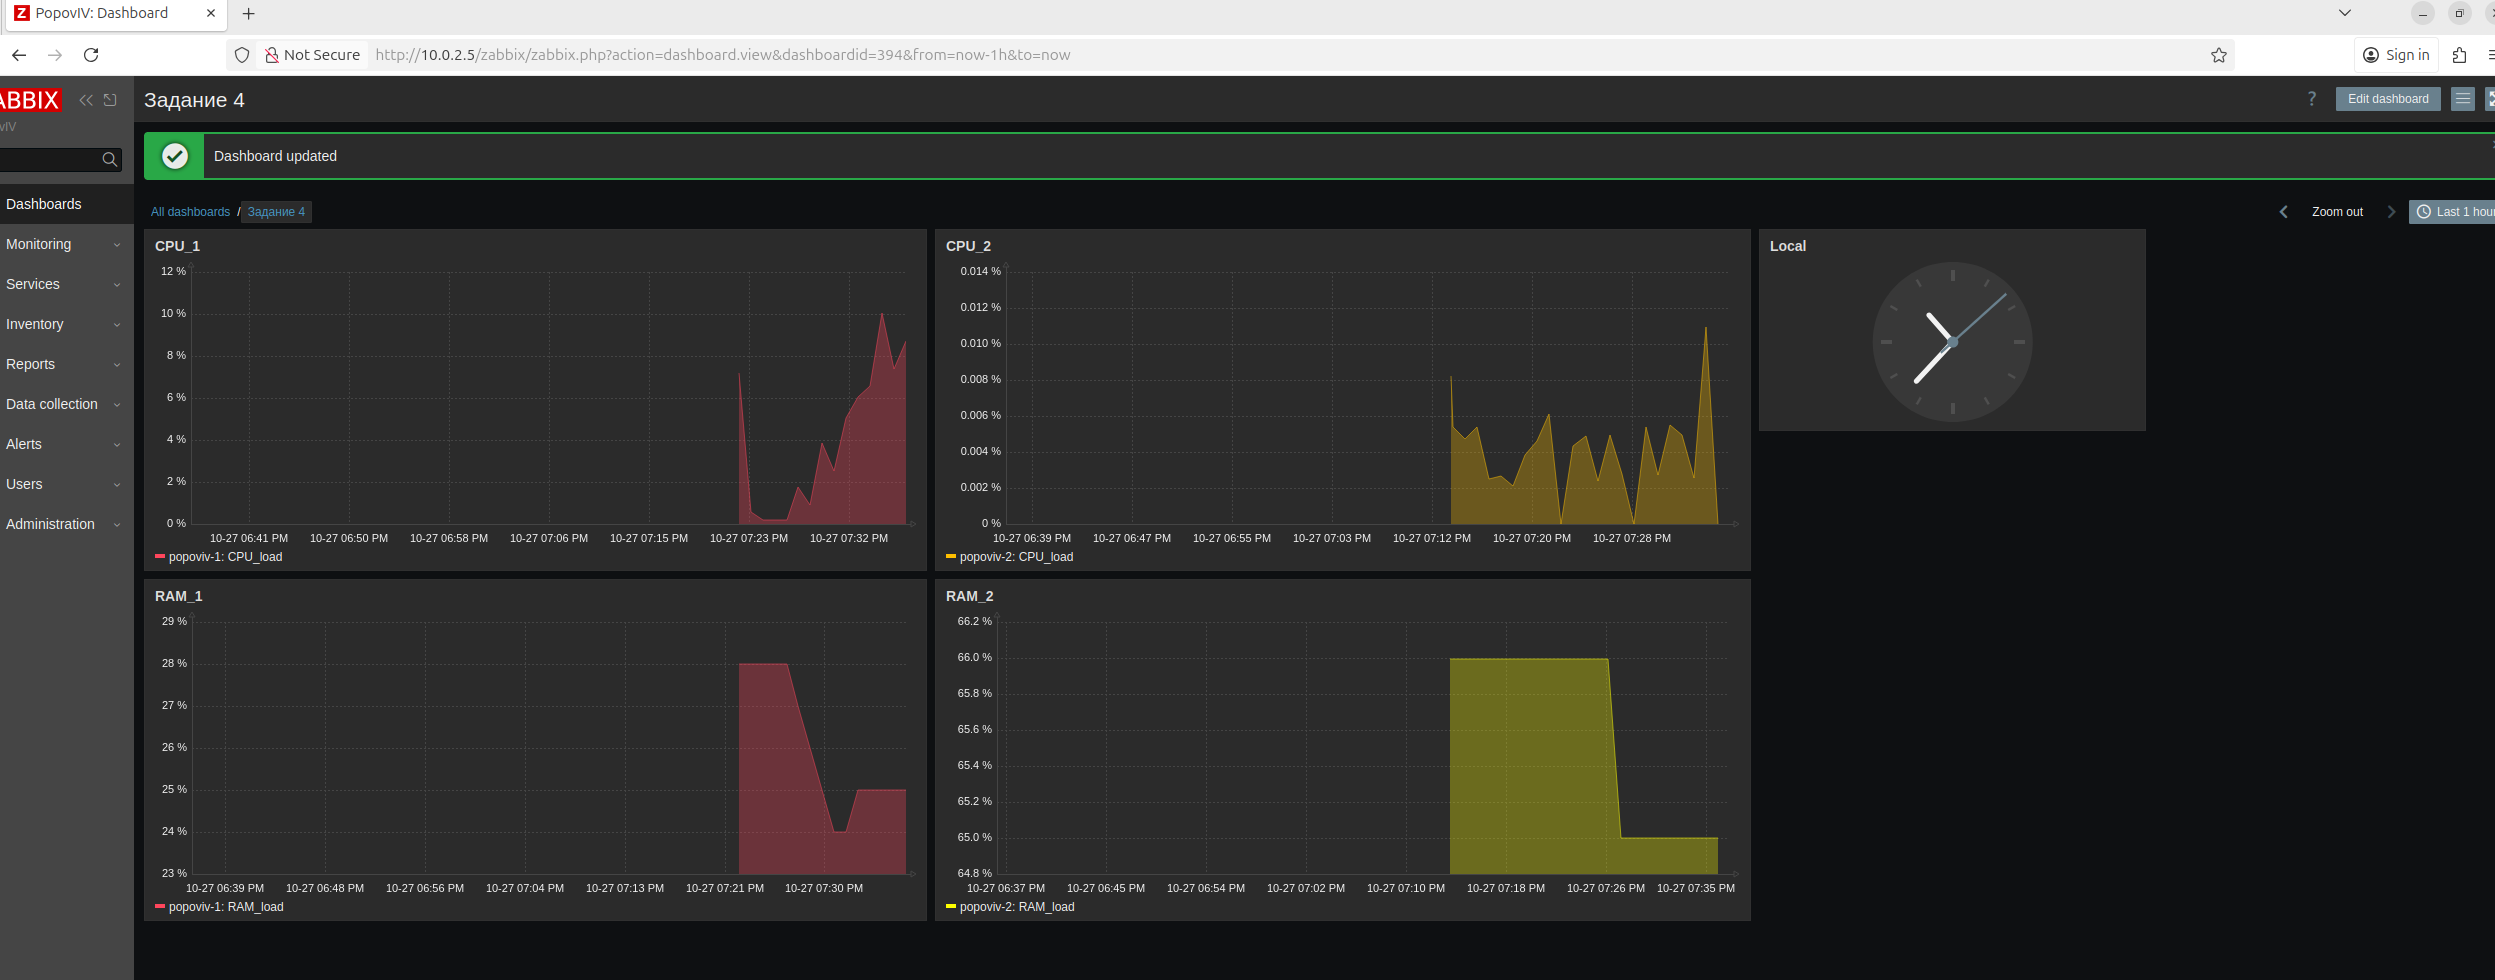 Z PopovIV: Dashboard
Not Secure http://10.0.2.5/zabbix/zabbix.php?action=dashboard.view&dashboardid=394&from=now-1h&to=now
Sign in
ABBIX
vIV
Задание 4
? Edit dashboard
Dashboard updated
Dashboards
Monitoring
Services
Inventory
Reports
Data collection
Alerts
Users
Administration
All dashboards / Задание 4
Zoom out
Last 1 hour
CPU_1
12 %
10 %
8 %
6 %
4 %
2 %
0 %
10-27 06:41 PM 10-27 06:50 PM 10-27 06:58 PM 10-27 07:06 PM 10-27 07:15 PM 10-27 07:23 PM 10-27 07:32 PM
popoviv-1: CPU_load
CPU_2
0.014 %
0.012 %
0.010 %
0.008 %
0.006 %
0.004 %
0.002 %
0 %
10-27 06:39 PM 10-27 06:47 PM 10-27 06:55 PM 10-27 07:03 PM 10-27 07:12 PM 10-27 07:20 PM 10-27 07:28 PM
popoviv-2: CPU_load
Local
RAM_1
29 %
28 %
27 %
26 %
25 %
24 %
23 %
10-27 06:39 PM 10-27 06:48 PM 10-27 06:56 PM 10-27 07:04 PM 10-27 07:13 PM 10-27 07:21 PM 10-27 07:30 PM
popoviv-1: RAM_load
RAM_2
66.2 %
66.0 %
65.8 %
65.6 %
65.4 %
65.2 %
65.0 %
64.8 %
10-27 06:37 PM 10-27 06:45 PM 10-27 06:54 PM 10-27 07:02 PM 10-27 07:10 PM 10-27 07:18 PM 10-27 07:26 PM 10-27 07:35 PM
popoviv-2: RAM_load